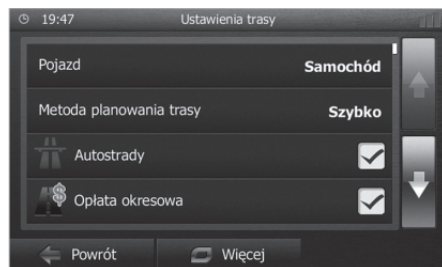 19:47 Ustawienia trasy
Pojazd Samochód
Metoda planowania trasy Szybko
Autostrady
$ Opłata okresowa
Powrót Więcej